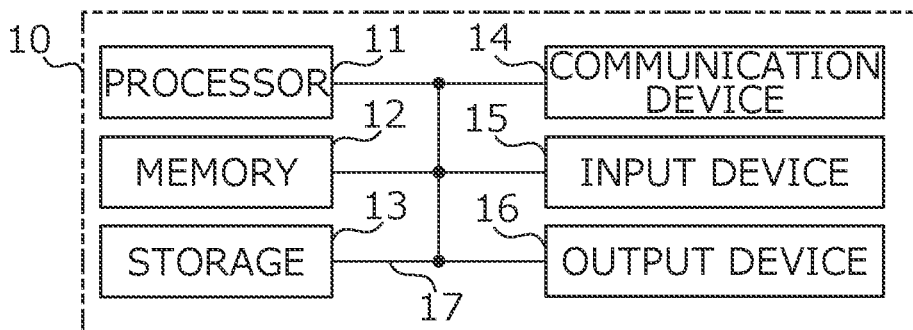 10
11
14
PROCESSOR
COMMUNICATION
DEVICE
12
15
MEMORY
INPUT DEVICE
13
16
STORAGE
OUTPUT DEVICE
17